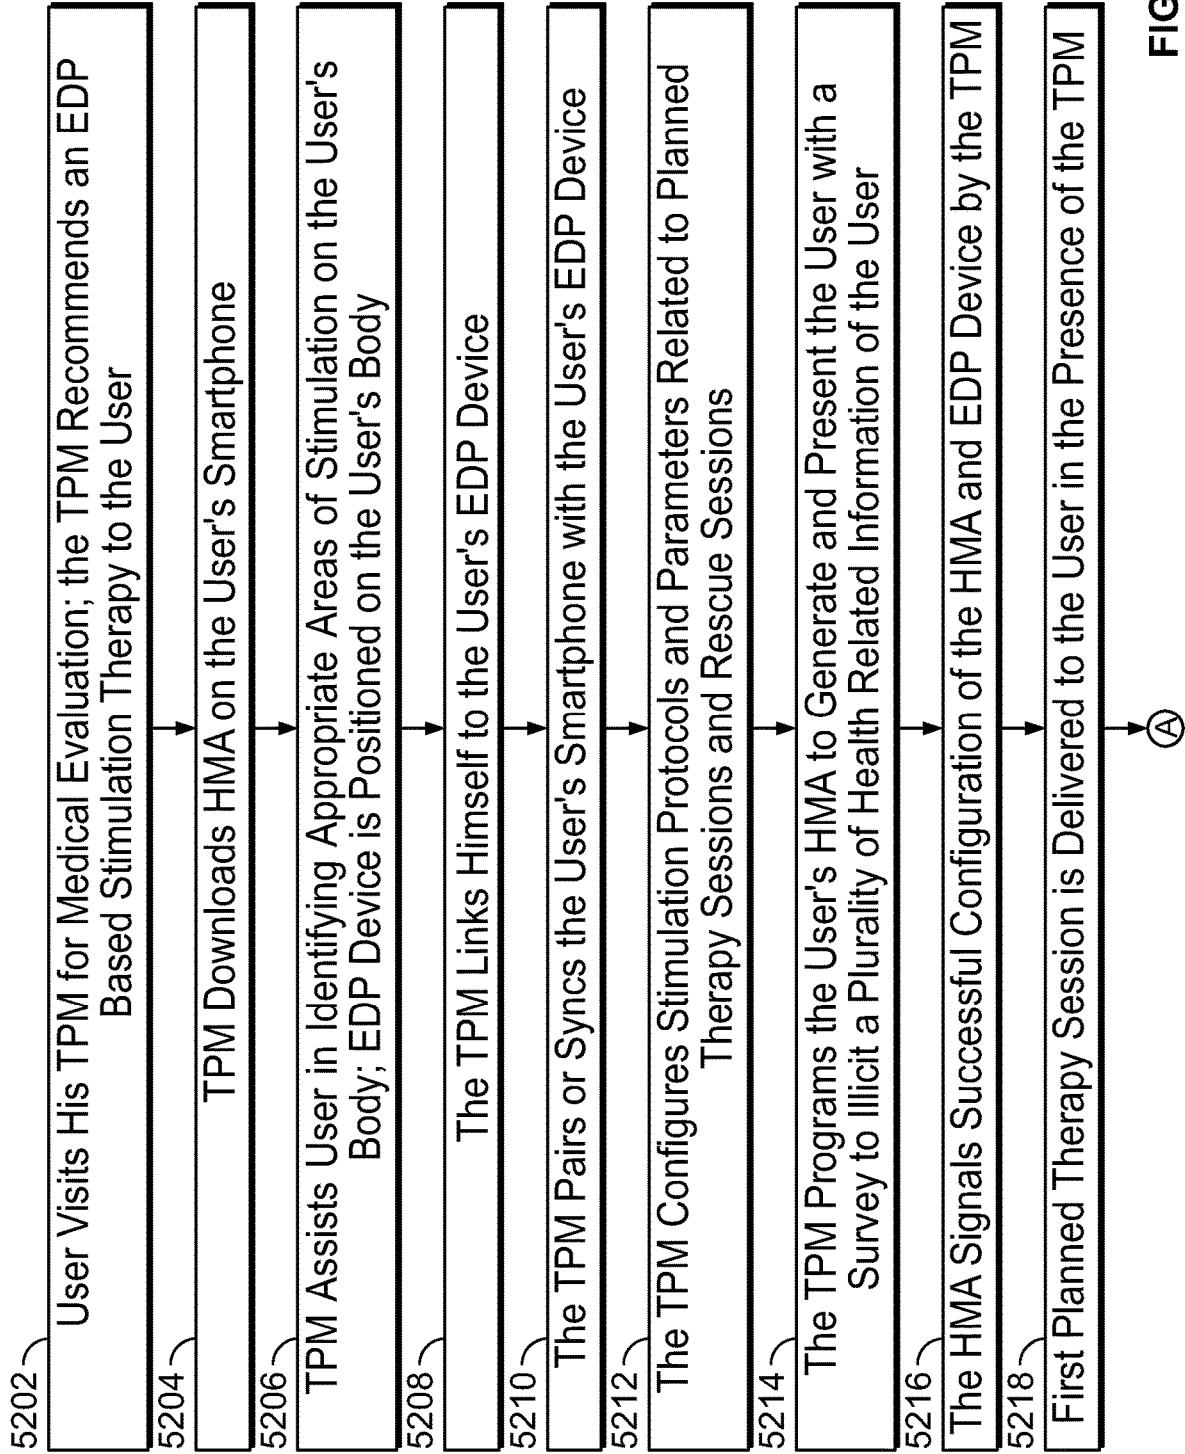 5202
User Visits His TPM for Medical Evaluation; the TPM Recommends an EDP
Based Stimulation Therapy to the User
5204
TPM Downloads HMA on the User's Smartphone
5206
TPM Assists User in Identifying Appropriate Areas of Stimulation on the User's
Body; EDP Device is Positioned on the User's Body
5208
The TPM Links Himself to the User's EDP Device
5210
The TPM Pairs or Syncs the User's Smartphone with the User's EDP Device
5212
The TPM Configures Stimulation Protocols and Parameters Related to Planned
Therapy Sessions and Rescue Sessions
5214
The TPM Programs the User's HMA to Generate and Present the User with a
Survey to Illicit a Plurality of Health Related Information of the User
5216
The HMA Signals Successful Configuration of the HMA and EDP Device by the TPM
5218
First Planned Therapy Session is Delivered to the User in the Presence of the TPM
A
FIG